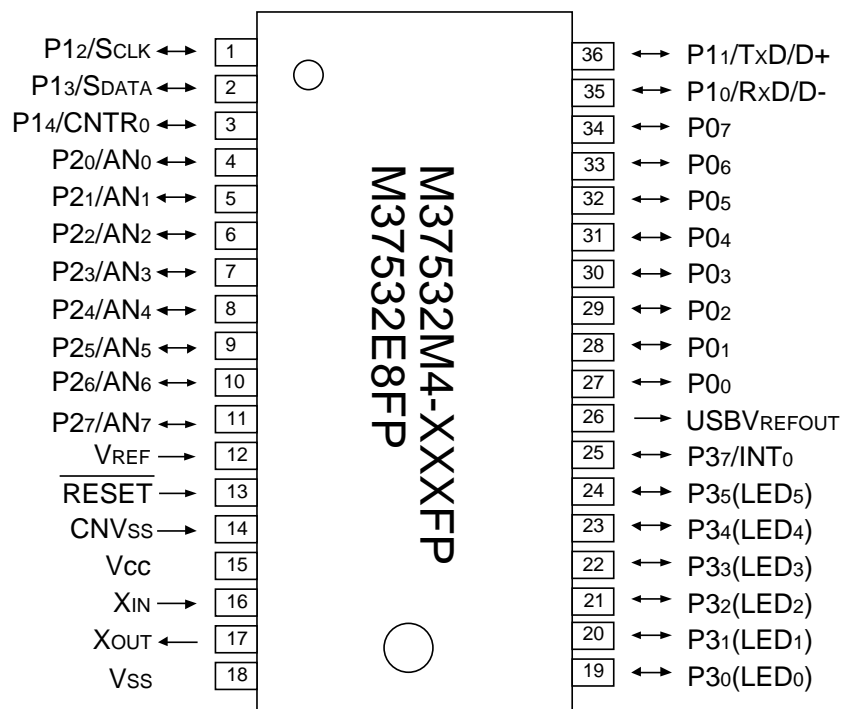 P12/SCLK 1
P13/SDATA 2
P14/CNTR0 3
P20/AN0 4
P21/AN1 5
P22/AN2 6
P23/AN3 7
P24/AN4 8
P25/AN5 9
P26/AN6 10
P27/AN7 11
VREF 12
RESET 13
CNVSS 14
Vcc 15
XIN 16
XOUT 17
VSS 18
M37532M4-XXXFP
M37532E8FP
36 P11/TxD/D+
35 P10/RxD/D-
34 P07
33 P06
32 P05
31 P04
30 P03
29 P02
28 P01
27 P00
26 USBVREFOUT
25 P37/INT0
24 P35(LED5)
23 P34(LED4)
22 P33(LED3)
21 P32(LED2)
20 P31(LED1)
19 P30(LED0)